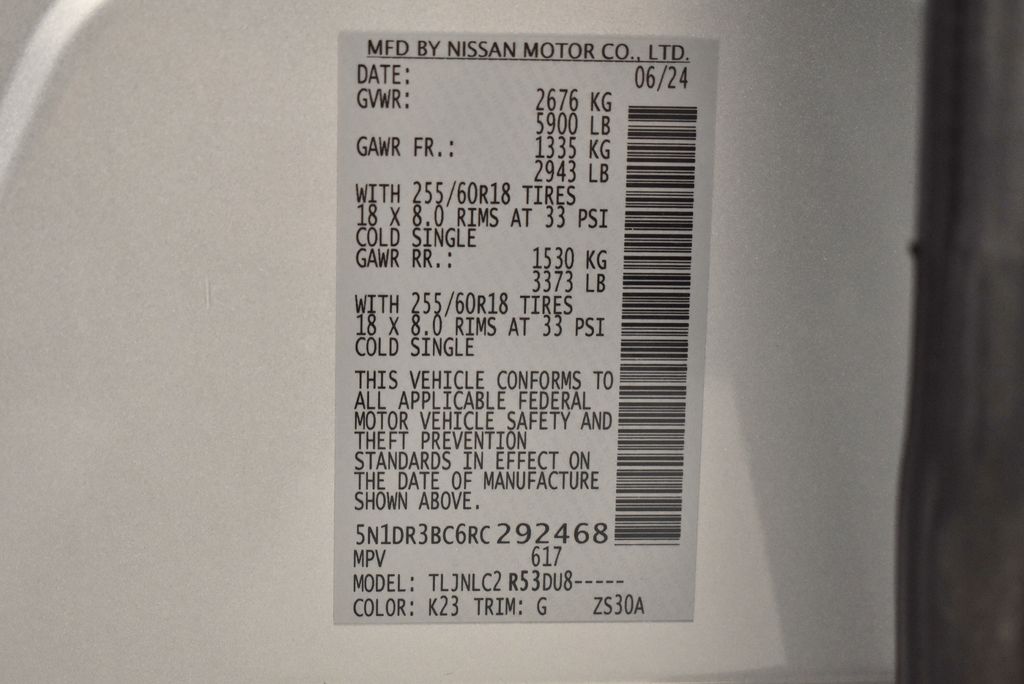 MFD BY NISSAN MOTOR CO., LTD.
DATE: 06/24
GVWR: 2676 KG
5900 LB
GAWR FR.: 1335 KG
2943 LB
WITH 255/60R18 TIRES
18 X 8.0 RIMS AT 33 PSI
COLD SINGLE
GAWR RR.: 1530 KG
3373 LB
WITH 255/60R18 TIRES
18 X 8.0 RIMS AT 33 PSI
COLD SINGLE
THIS VEHICLE CONFORMS TO
ALL APPLICABLE FEDERAL
MOTOR VEHICLE SAFETY AND
THEFT PREVENTION
STANDARDS IN EFFECT ON
THE DATE OF MANUFACTURE
SHOWN ABOVE.
5N1DR3BC6RC 292468
MPV 617
MODEL: TLJNLC2 R53DU8-----
COLOR: K23 TRIM: G ZS30A